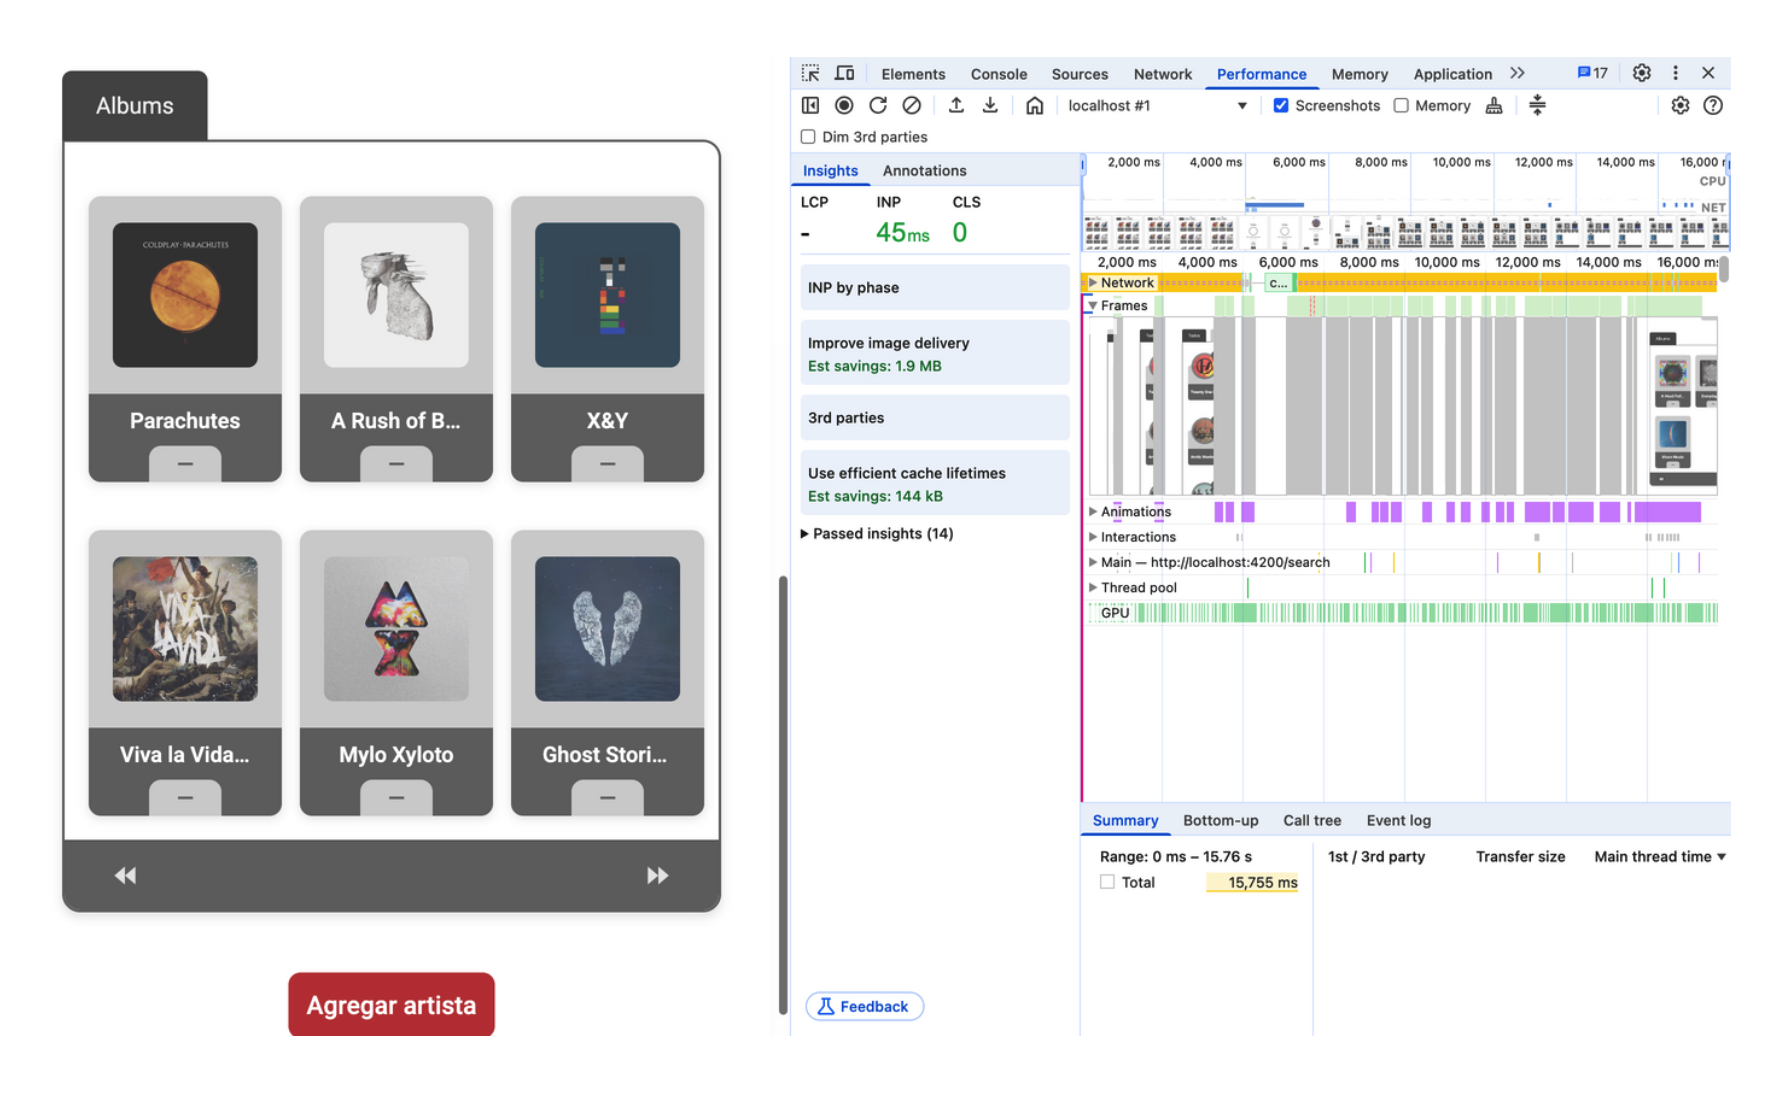 Albums
COLDPLAY · PARACHUTES
Parachutes
A Rush of B...
X&Y
Viva la Vida...
Mylo Xyloto
Ghost Stori...
VIVA LA VIDA
Agregar artista
Elements Console Sources Network Performance Memory Application 17
localhost #1 Screenshots Memory
Dim 3rd parties
Insights Annotations
LCP INP CLS
- 45ms 0
INP by phase
Improve image delivery
Est savings: 1.9 MB
3rd parties
Use efficient cache lifetimes
Est savings: 144 kB
Passed insights (14)
Feedback
2,000 ms 4,000 ms 6,000 ms 8,000 ms 10,000 ms 12,000 ms 14,000 ms 16,000
CPU
NET
2,000 ms 4,000 ms 6,000 ms 8,000 ms 10,000 ms 12,000 ms 14,000 ms 16,000 ms
Network c...
Frames
Albums
Animations
Interactions
Main — http://localhost:4200/search
Thread pool
GPU
Summary Bottom-up Call tree Event log
Range: 0 ms – 15.76 s 1st / 3rd party Transfer size Main thread time
Total 15,755 ms